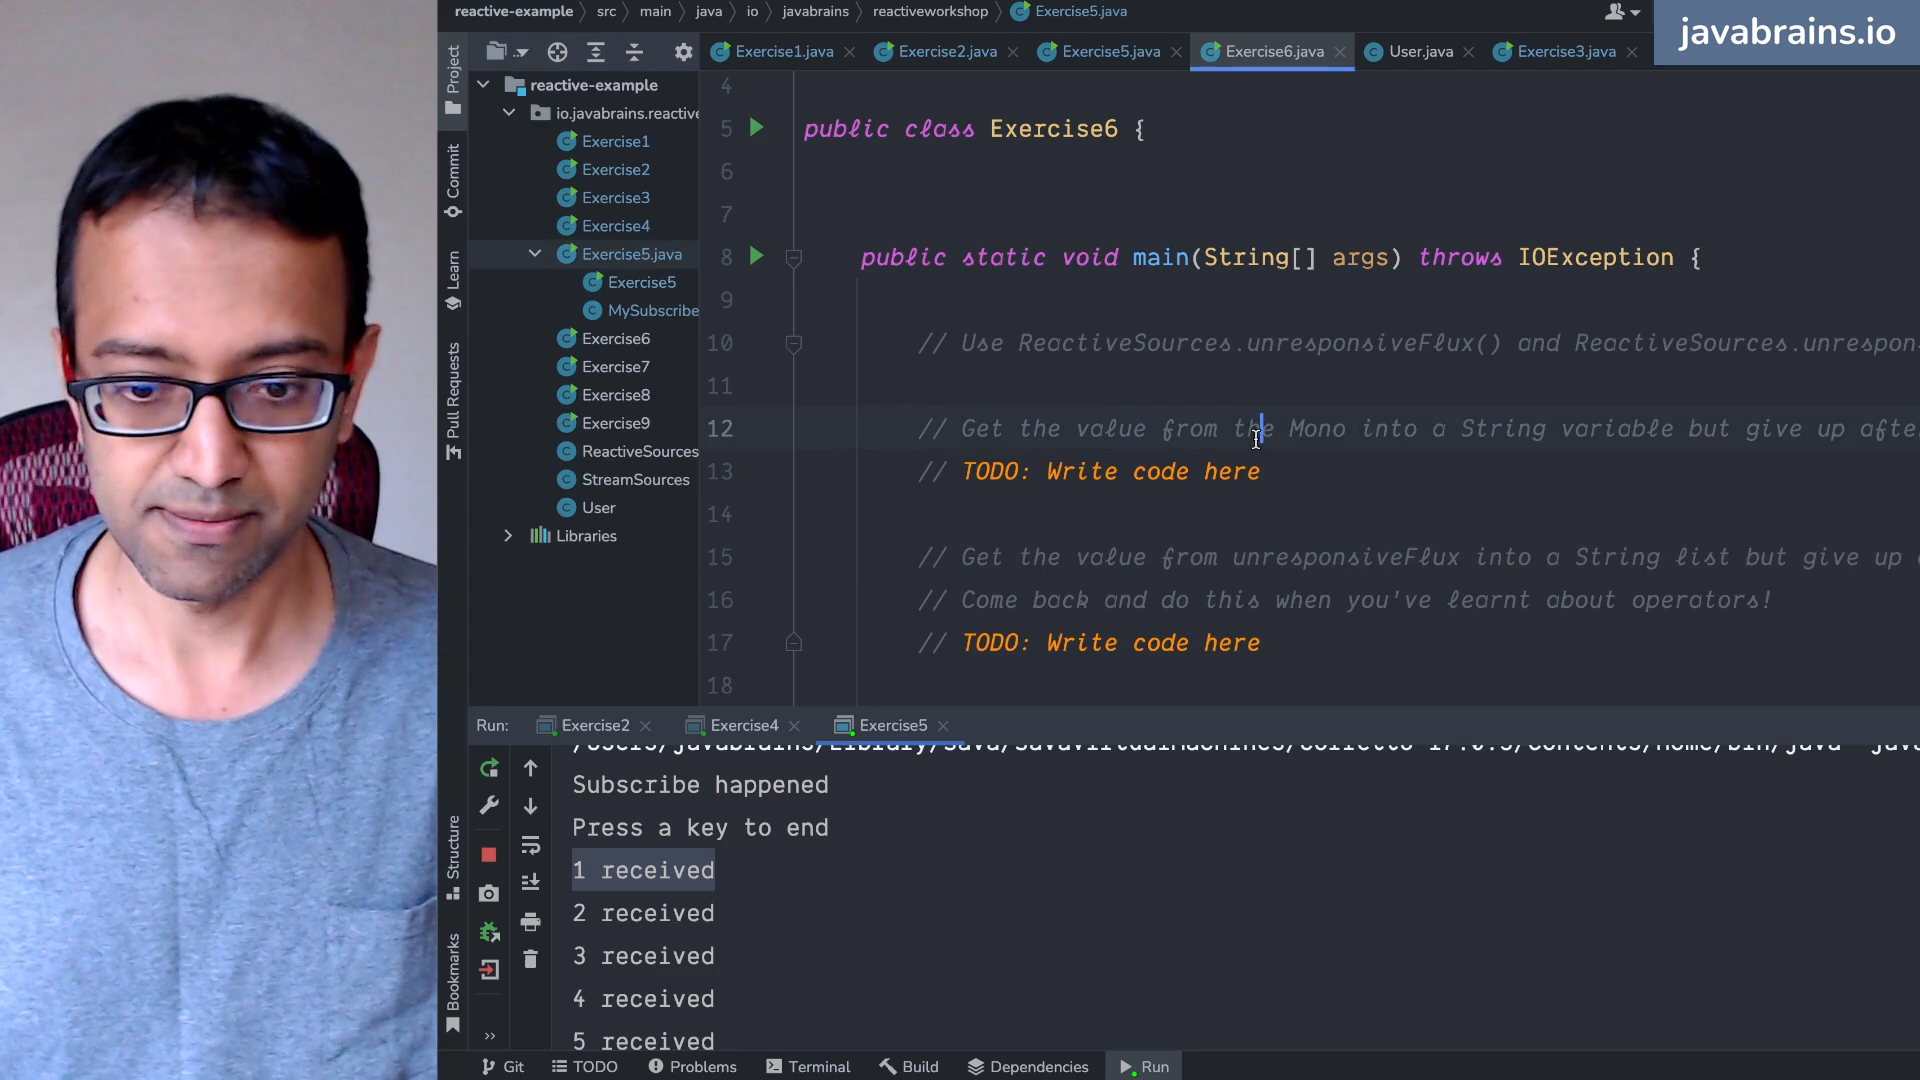 reactive-example src main java io javabrains reactiveworkshop Exercise5.java
javabrains.io
Exercise1.java Exercise2.java Exercise5.java Exercise6.java User.java Exercise3.java
Project
Commit
Learn
Pull Requests
Structure
Bookmarks
reactive-example
io.javabrains.reactive
Exercise1
Exercise2
Exercise3
Exercise4
Exercise5.java
Exercise5
MySubscribe
Exercise6
Exercise7
Exercise8
Exercise9
ReactiveSources
StreamSources
User
Libraries
4
5 public class Exercise6 {
6
7
8 public static void main(String[] args) throws IOException {
9
10 // Use ReactiveSources.unresponsiveFlux() and ReactiveSources.unrespon
11
12 // Get the value from the Mono into a String variable but give up afte
13 // TODO: Write code here
14
15 // Get the value from unresponsiveFlux into a String list but give up
16 // Come back and do this when you've learnt about operators!
17 // TODO: Write code here
18
Run: Exercise2 Exercise4 Exercise5
Subscribe happened
Press a key to end
1 received
2 received
3 received
4 received
5 received
Git TODO Problems Terminal Build Dependencies Run